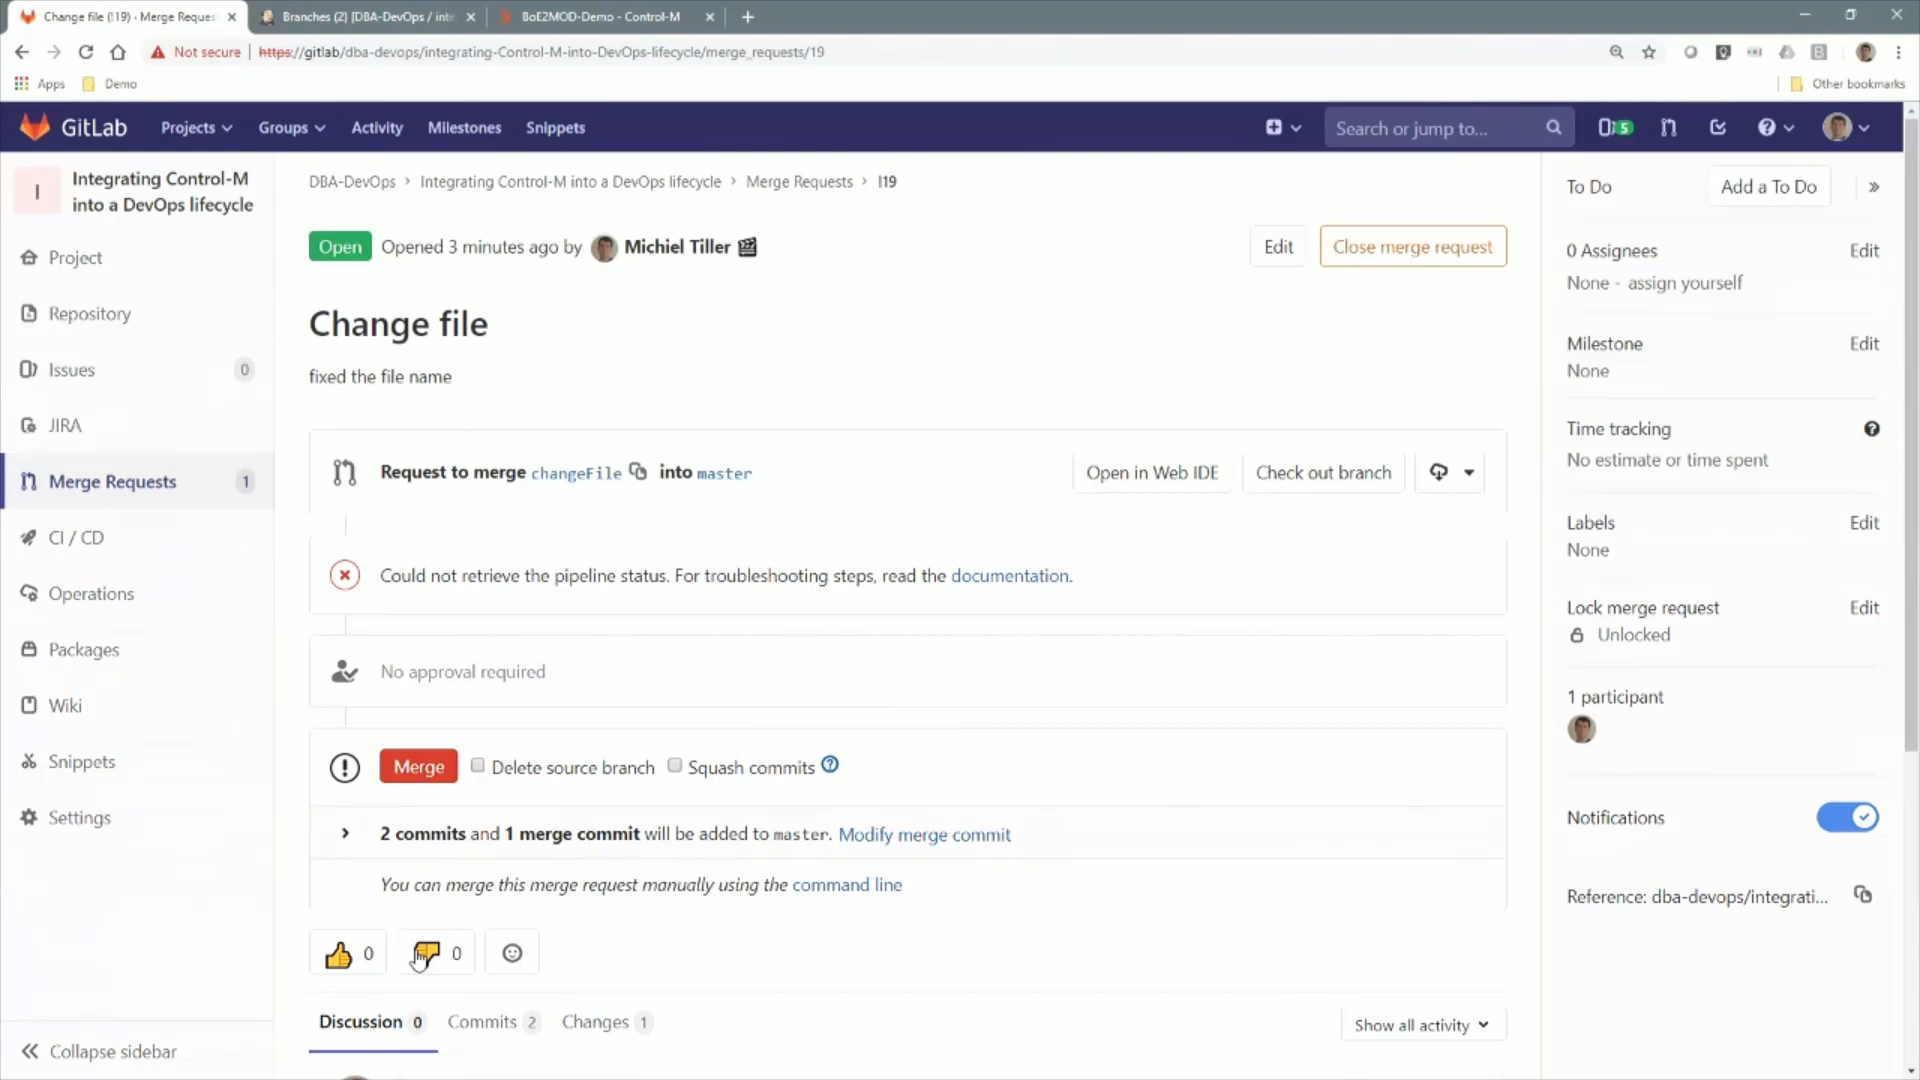 Change file (!19) · Merge Reques
Branches (2) [DBA-DevOps / inte
BoE2MOD-Demo - Control-M
Not secure | https://gitlab/dba-devops/integrating-Control-M-into-DevOps-lifecycle/merge_requests/19
Apps
Demo
Other bookmarks
GitLab
Projects
Groups
Activity
Milestones
Snippets
Search or jump to...
5
I
Integrating Control-M
into a DevOps lifecycle
Project
Repository
Issues 0
JIRA
Merge Requests 1
CI / CD
Operations
Packages
Wiki
Snippets
Settings
Collapse sidebar
DBA-DevOps > Integrating Control-M into a DevOps lifecycle > Merge Requests > !19
Open Opened 3 minutes ago by Michiel Tiller
Edit
Close merge request
Change file
fixed the file name
Request to merge changeFile into master
Open in Web IDE
Check out branch
Could not retrieve the pipeline status. For troubleshooting steps, read the documentation.
No approval required
Merge Delete source branch Squash commits
2 commits and 1 merge commit will be added to master. Modify merge commit
You can merge this merge request manually using the command line
0
0
Discussion 0 Commits 2 Changes 1
Show all activity
To Do
Add a To Do
0 Assignees Edit
None - assign yourself
Milestone Edit
None
Time tracking
No estimate or time spent
Labels Edit
None
Lock merge request Edit
Unlocked
1 participant
Notifications
Reference: dba-devops/integrati...